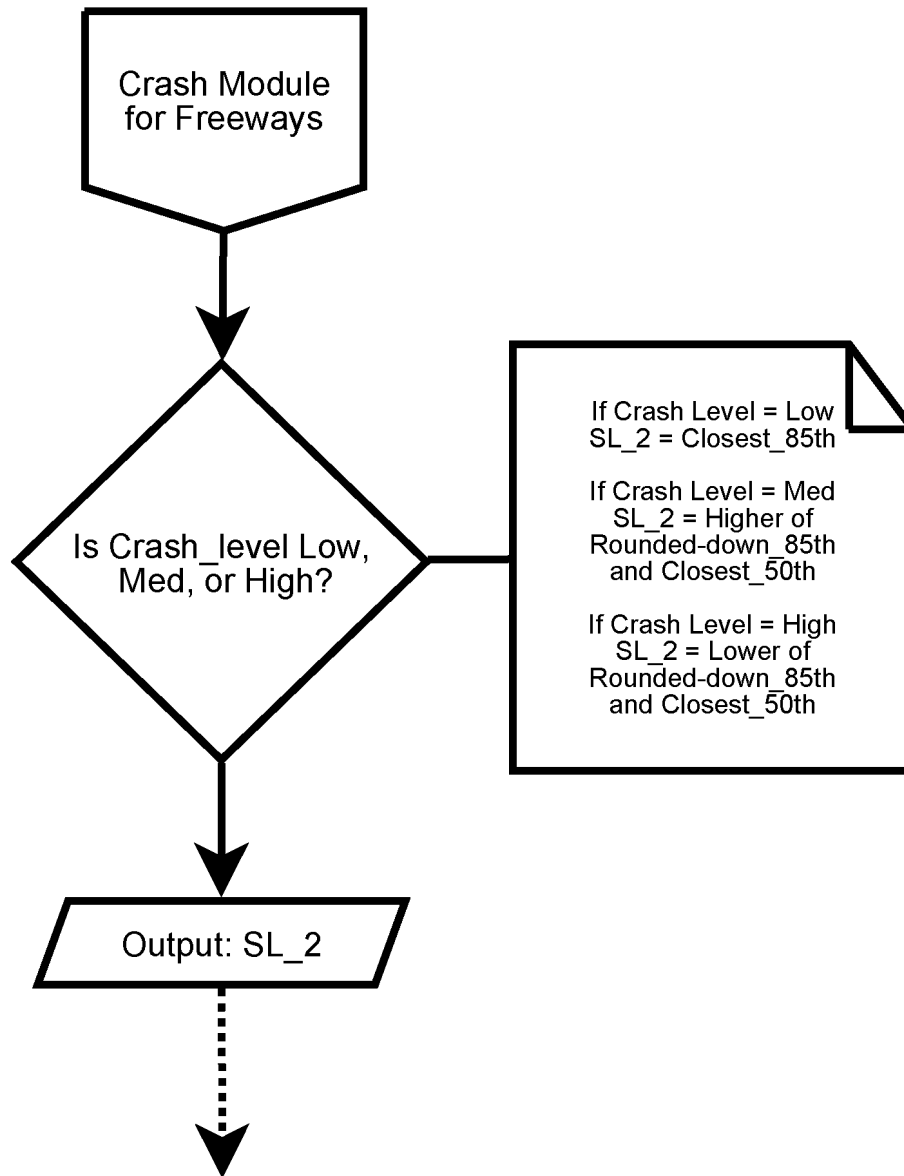 Crash Module
for Freeways
Is Crash_level Low,
Med, or High?
If Crash Level = Low
SL_2 = Closest_85th
If Crash Level = Med
SL_2 = Higher of
Rounded-down_85th
and Closest_50th
If Crash Level = High
SL_2 = Lower of
Rounded-down_85th
and Closest_50th
Output: SL_2